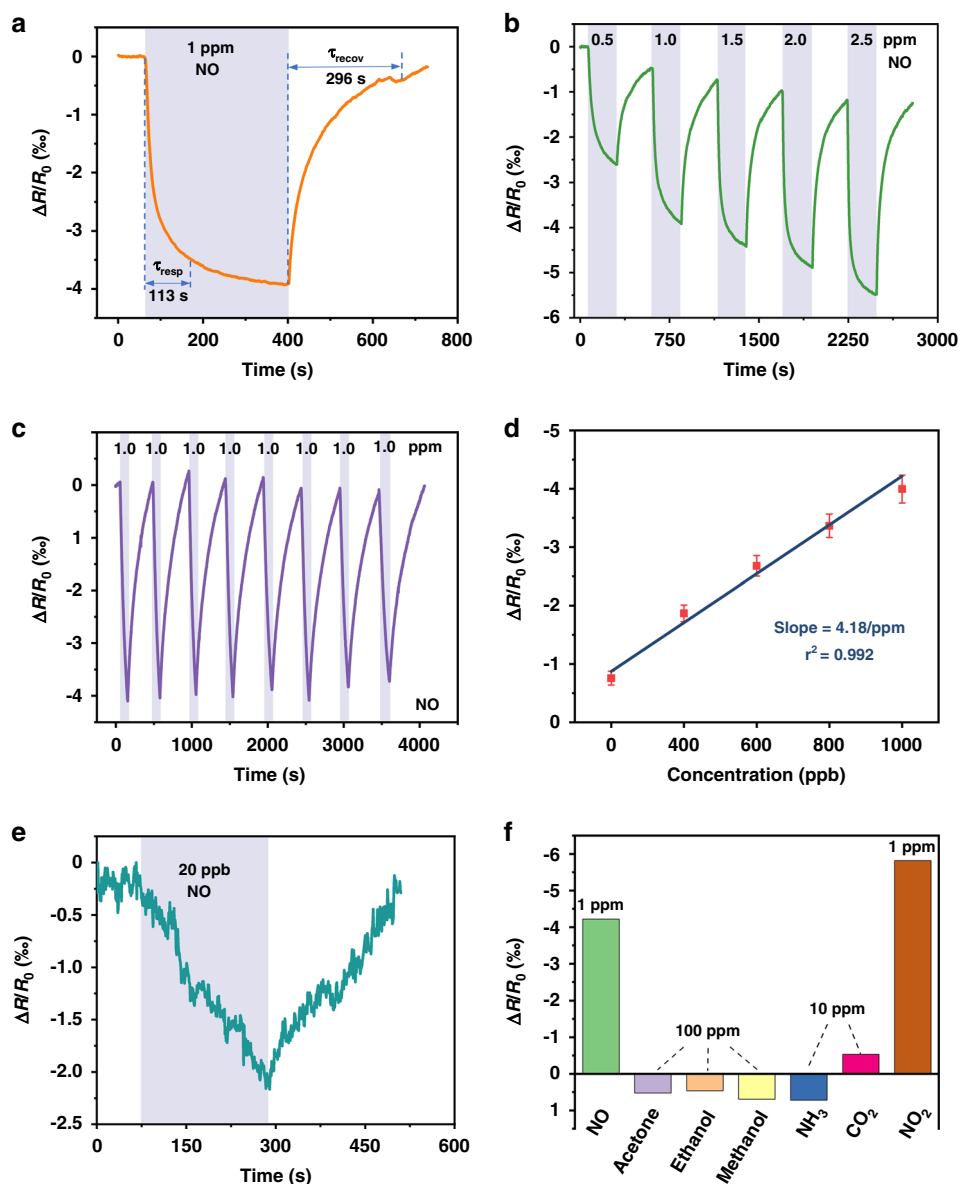 a
1 ppm
NO
τrecov
296 s
τresp
113 s
0
-1
-2
-3
-4
ΔR/R0 (‰)
0 200 400 600 800
Time (s)
b
0.5 1.0 1.5 2.0 2.5 ppm
NO
0
-1
-2
-3
-4
-5
-6
ΔR/R0 (‰)
0 750 1500 2250 3000
Time (s)
c
1.0 1.0 1.0 1.0 1.0 1.0 1.0 1.0 ppm
0
1
-2
-3
-4
NO
ΔR/R0 (‰)
0 1000 2000 3000 4000
Time (s)
d
-5
-4
-3
-2
-1
0
ΔR/R0 (‰)
Slope = 4.18/ppm
r2 = 0.992
0 400 600 800 1000
Concentration (ppb)
e
20 ppb
NO
0
-0.5
-1.0
-1.5
-2.0
-2.5
ΔR/R0 (‰)
0 150 300 450 600
Time (s)
f
1 ppm
1 ppm
100 ppm
10 ppm
-6
-5
-4
-3
-2
-1
0
1
ΔR/R0 (‰)
NO
Acetone
Ethanol
Methanol
NH3
CO2
NO2